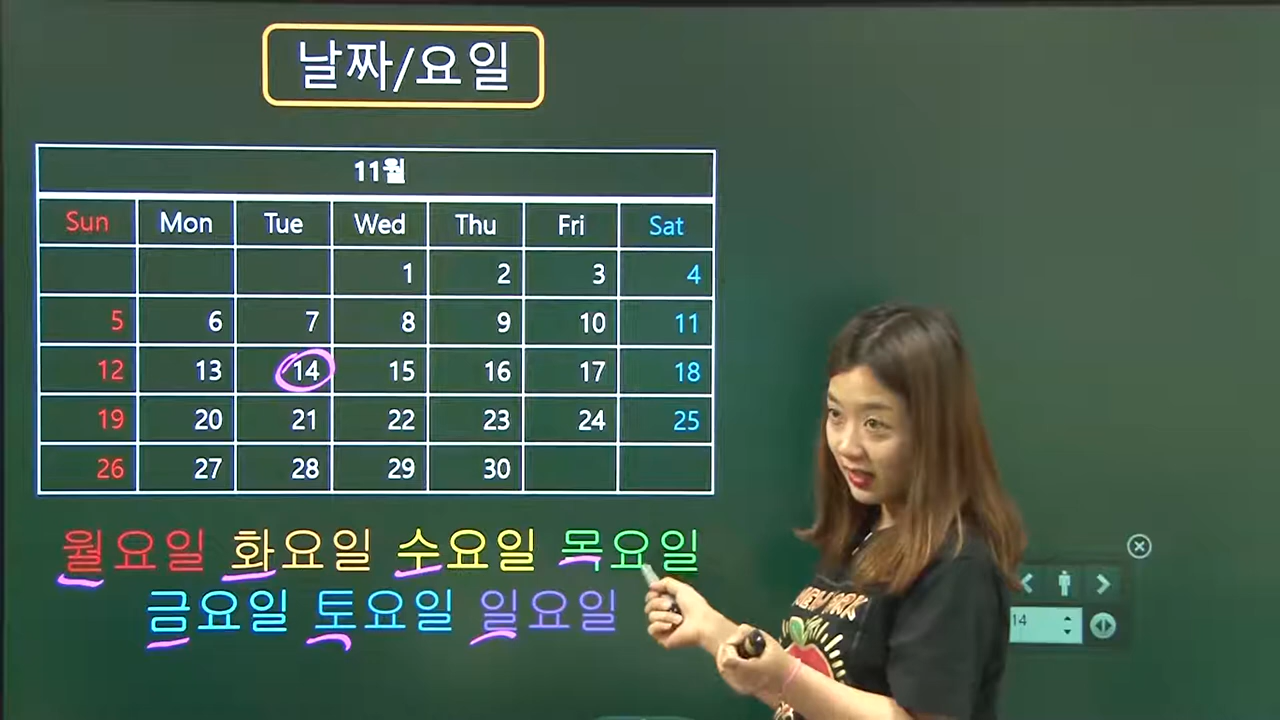 날짜/요일
11월
Sun Mon Tue Wed Thu Fri Sat
1 2 3 4
5 6 7 8 9 10 11
12 13 14 15 16 17 18
19 20 21 22 23 24 25
26 27 28 29 30
월요일 화요일 수요일 목요일
금요일 토요일 일요일
NEW YORK
14